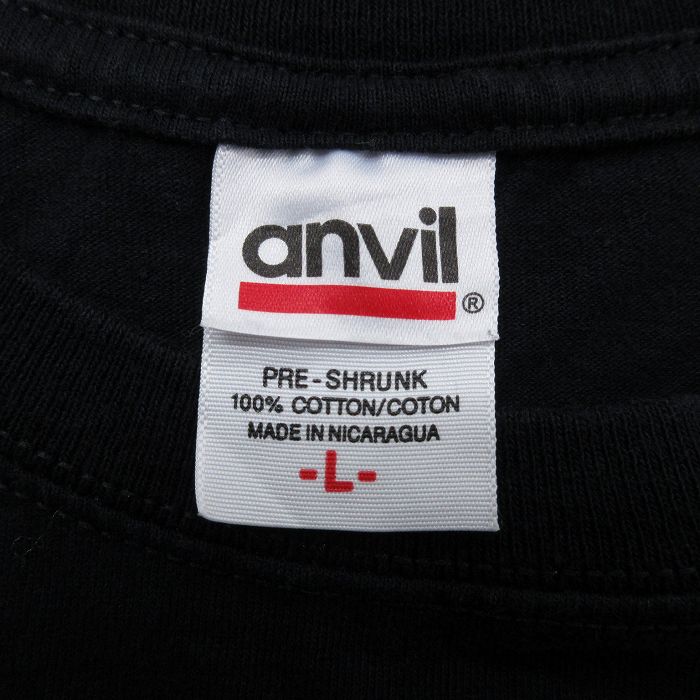 anvil®
PRE-SHRUNK
100% COTTON/COTON
MADE IN NICARAGUA
-L-